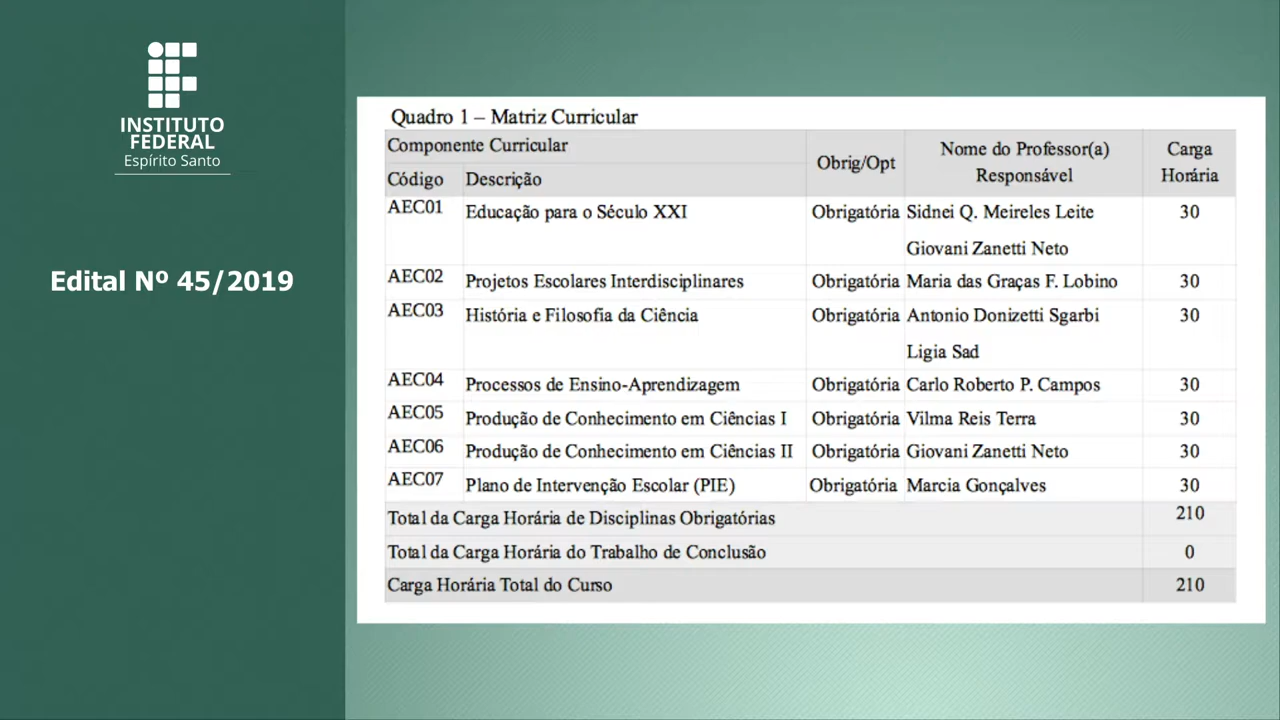 INSTITUTO
FEDERAL
Espírito Santo
Edital Nº 45/2019
Quadro 1 – Matriz Curricular
Componente Curricular
Obrig/Opt
Nome do Professor(a)
Responsável
Carga
Horária
Código Descrição
AEC01 Educação para o Século XXI Obrigatória Sidnei Q. Meireles Leite 30
Giovani Zanetti Neto
AEC02 Projetos Escolares Interdisciplinares Obrigatória Maria das Graças F. Lobino 30
AEC03 História e Filosofia da Ciência Obrigatória Antonio Donizetti Sgarbi 30
Ligia Sad
AEC04 Processos de Ensino-Aprendizagem Obrigatória Carlo Roberto P. Campos 30
AEC05 Produção de Conhecimento em Ciências I Obrigatória Vilma Reis Terra 30
AEC06 Produção de Conhecimento em Ciências II Obrigatória Giovani Zanetti Neto 30
AEC07 Plano de Intervenção Escolar (PIE) Obrigatória Marcia Gonçalves 30
Total da Carga Horária de Disciplinas Obrigatórias 210
Total da Carga Horária do Trabalho de Conclusão 0
Carga Horária Total do Curso 210